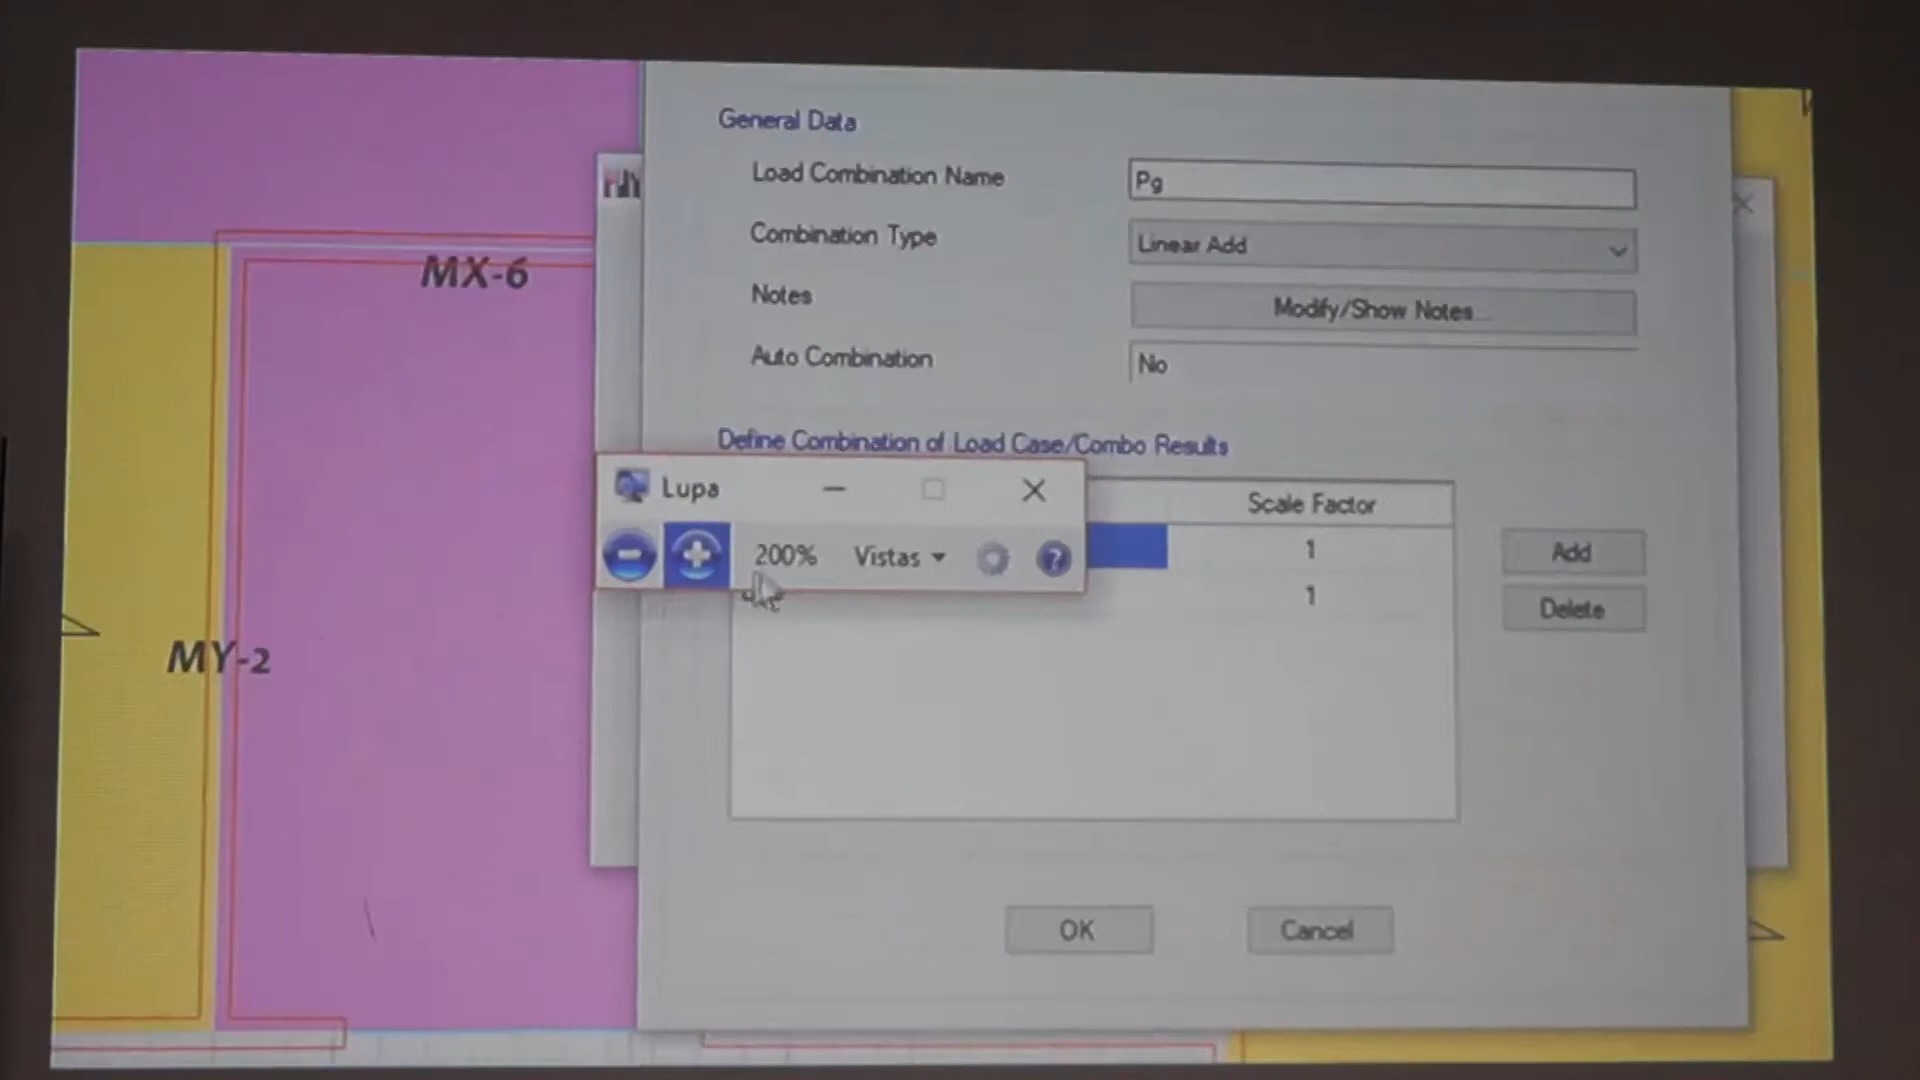 General Data
Load Combination Name
Pg
Combination Type
Linear Add
Notes
Modify/Show Notes...
Auto Combination
No
MX-6
MY-2
Define Combination of Load Case/Combo Results
Lupa
200%
Vistas
?
Scale Factor
1
1
Add
Delete
OK
Cancel